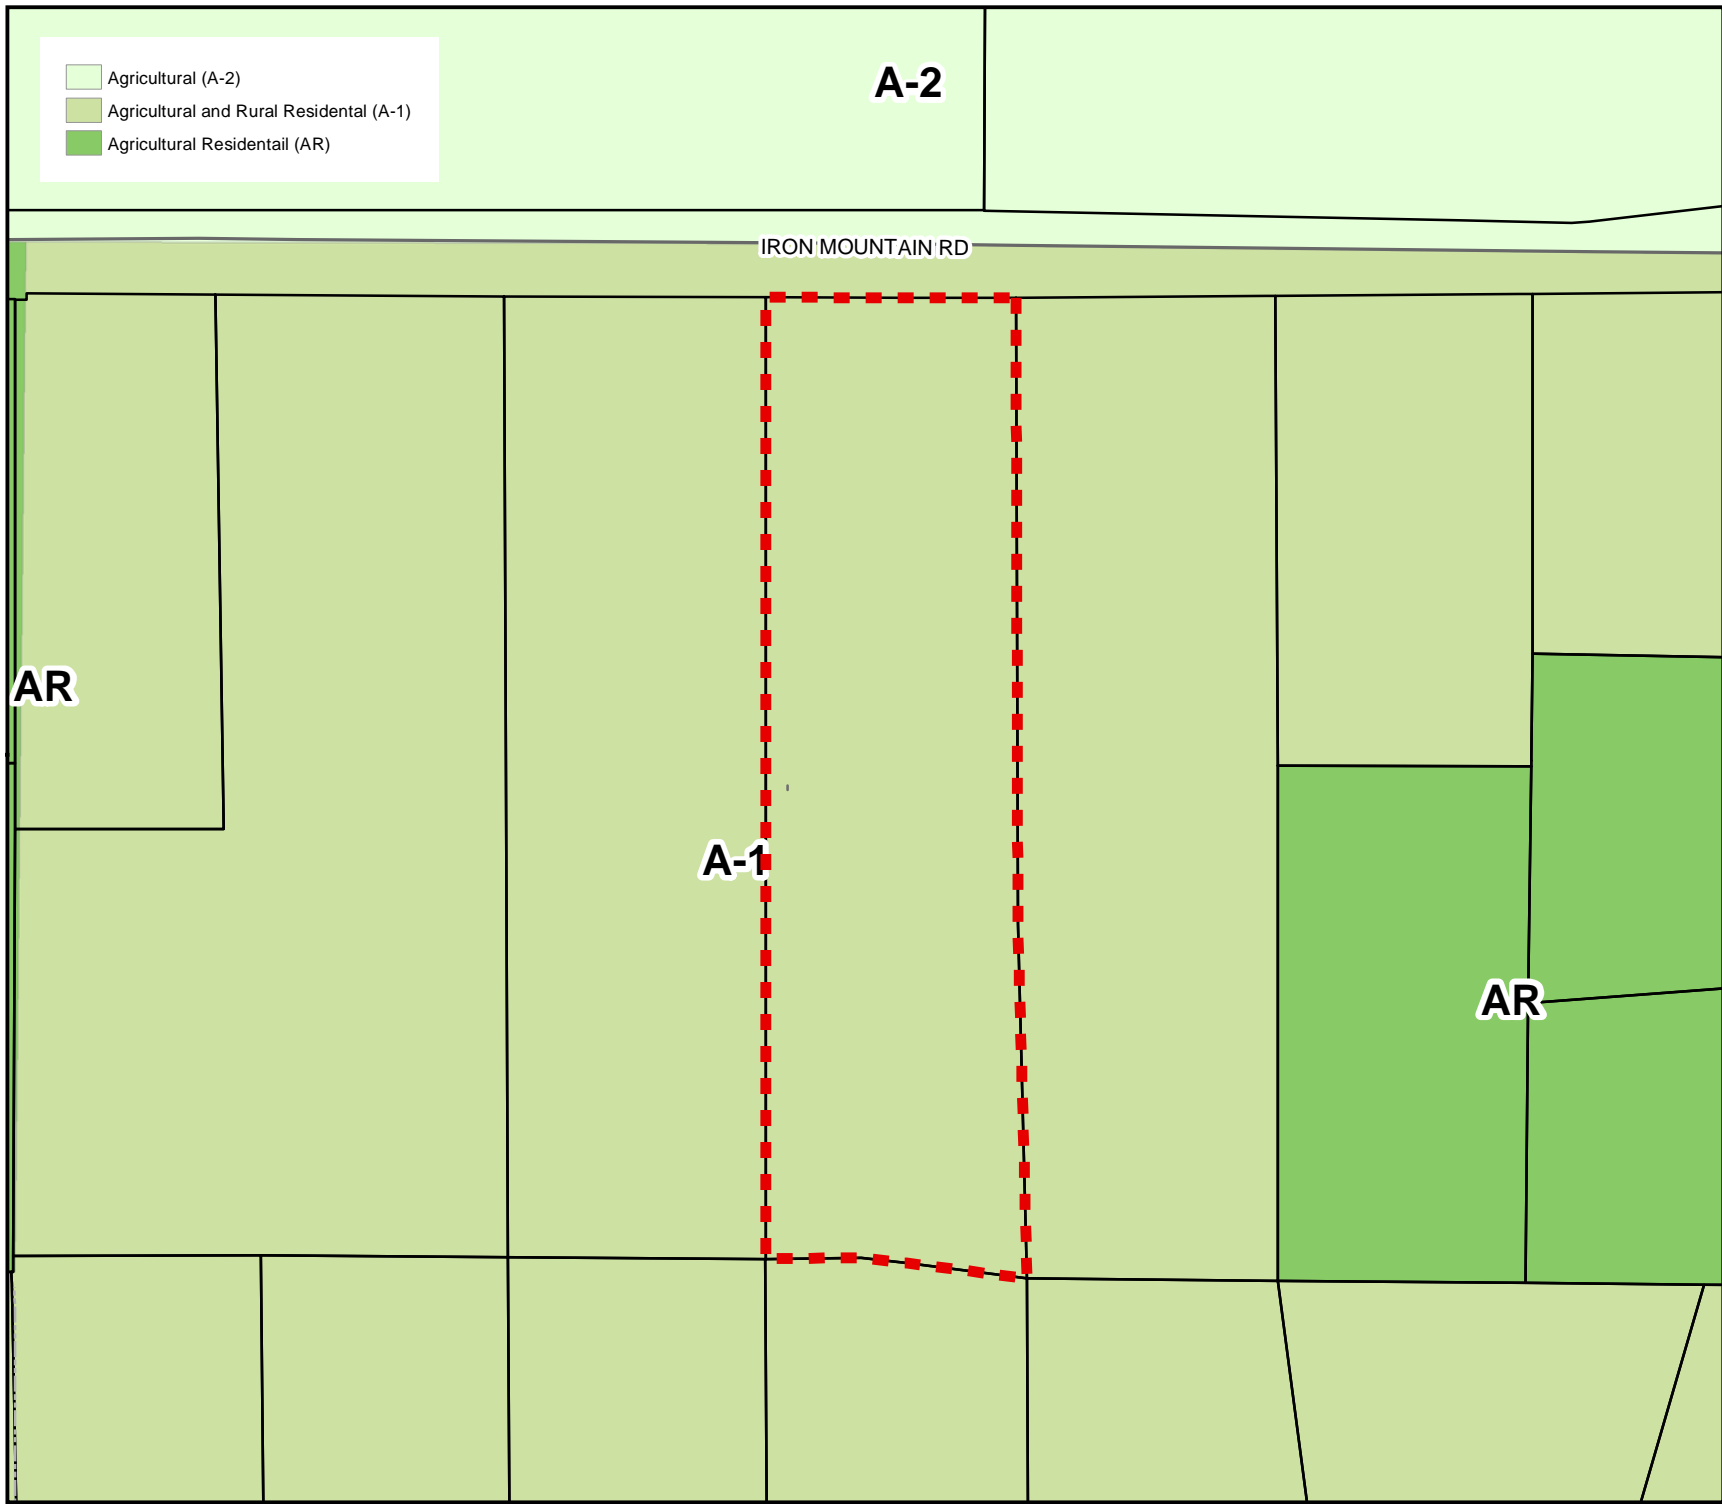 A-2
Agricultural (A-2)
Agricultural and Rural Residental (A-1)
Agricultural Residentail (AR)
IRON MOUNTAIN RD
AR
A-1
AR